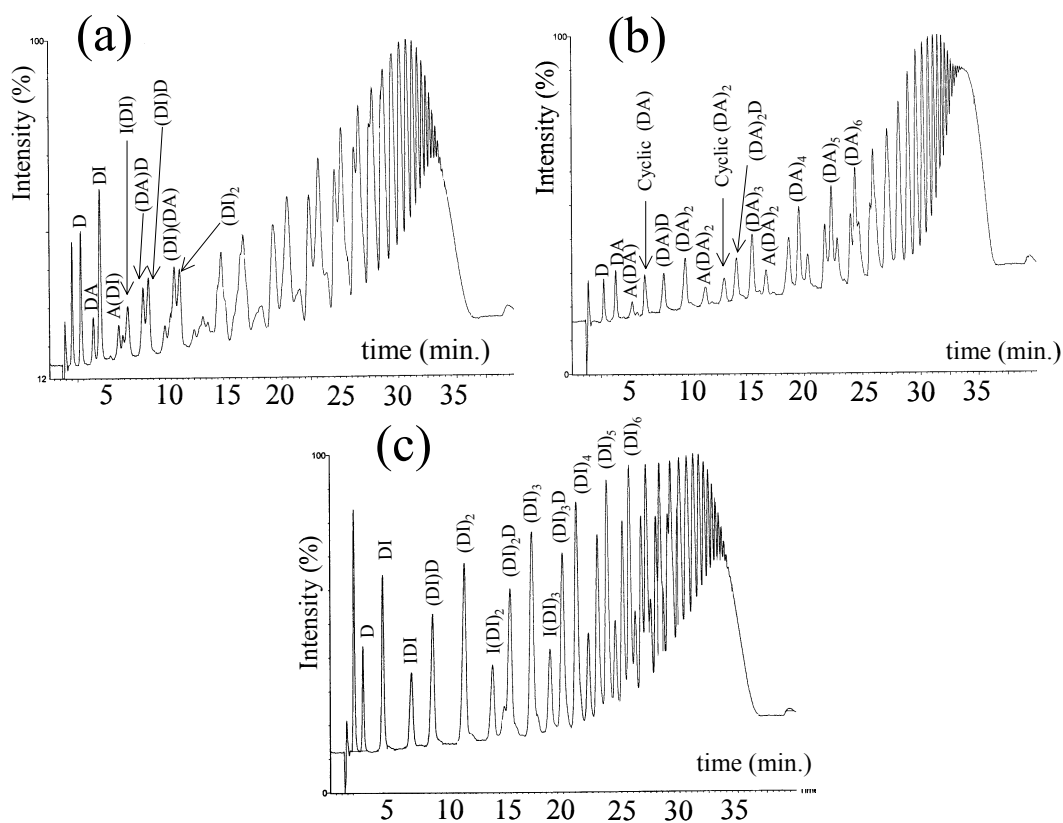 (a)
100
Intensity (%)
D
DI
DA
A(DI)
I(DI)
(DA)D
(DI)D
(DI)(DA)
(DI)2
time (min.)
12
5 10 15 20 25 30 35
(b)
100
Intensity (%)
D
DA
A(DA)
Cyclic (DA)
(DA)D
(DA)2
A(DA)2
Cyclic (DA)2
(DA)2D
(DA)3
A(DA)2
(DA)4
(DA)5
(DA)6
time (min.)
0
5 10 15 20 25 30 35
(c)
100
Intensity (%)
D
DI
IDI
(DI)D
(DI)2
I(DI)2
(DI)2D
(DI)3
I(DI)3
(DI)3D
(DI)4
(DI)5
(DI)6
time (min.)
0
5 10 15 20 25 30 35